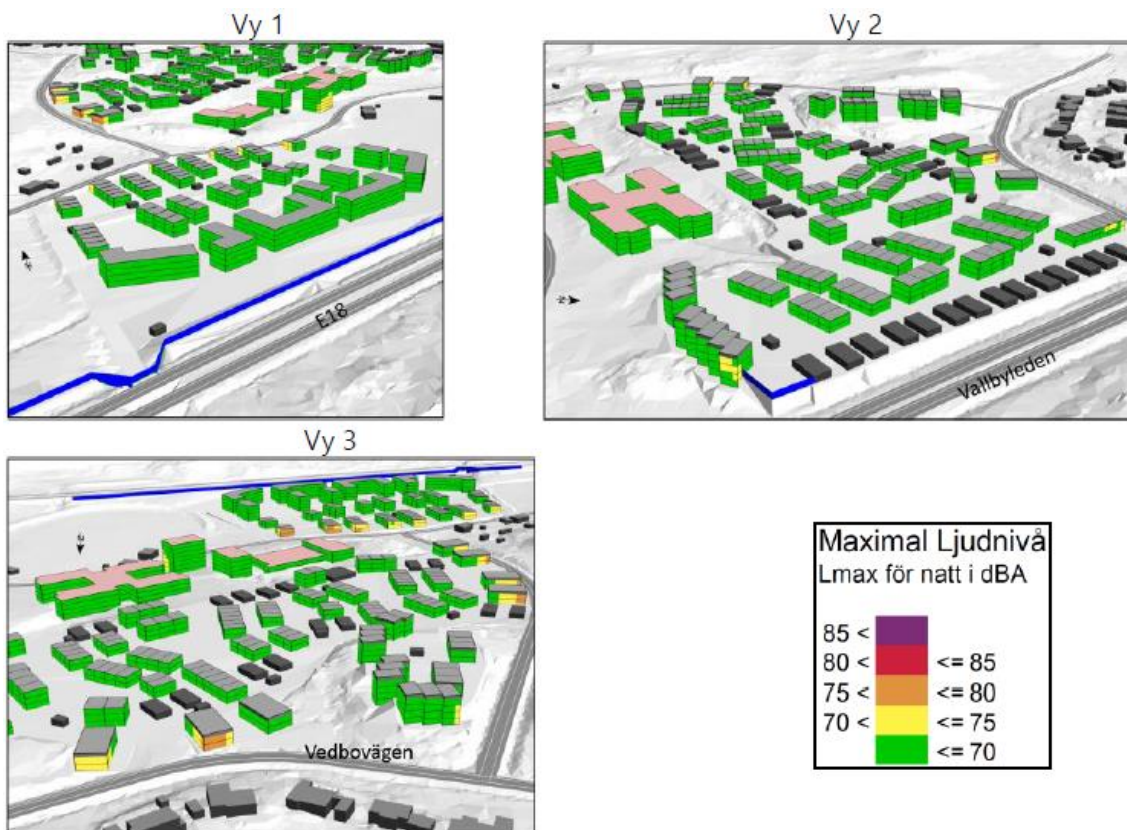 Vy 1
Vy 2
E18
Vallbyleden
Vy 3
Vedbovägen
Maximal Ljudnivå
Lmax för natt i dBA
85 <
80 < <= 85
75 < <= 80
70 < <= 75
<= 70